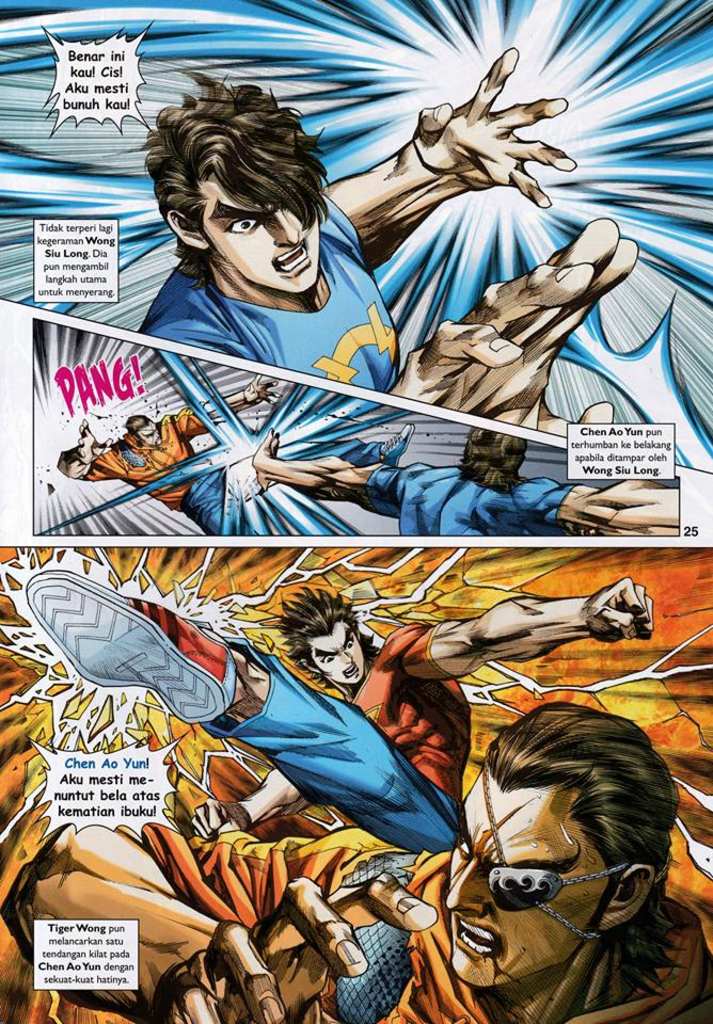 Benar ini
kau! Cis!
Aku mesti
bunuh kau!
Tidak terperi lagi
kegeraman Wong
Siu Long. Dia
pun mengambil
langkah utama
untuk menyerang.
PANG!
Chen Ao Yun pun
terhumban ke belakang
apabila ditampar oleh
Wong Siu Long.
25
Chen Ao Yun!
Aku mesti me-
nuntut bela atas
kematian ibuku!
Tiger Wong pun
melancarkan satu
tendangan kilat pada
Chen Ao Yun dengan
sekuat-kuat hatinya.